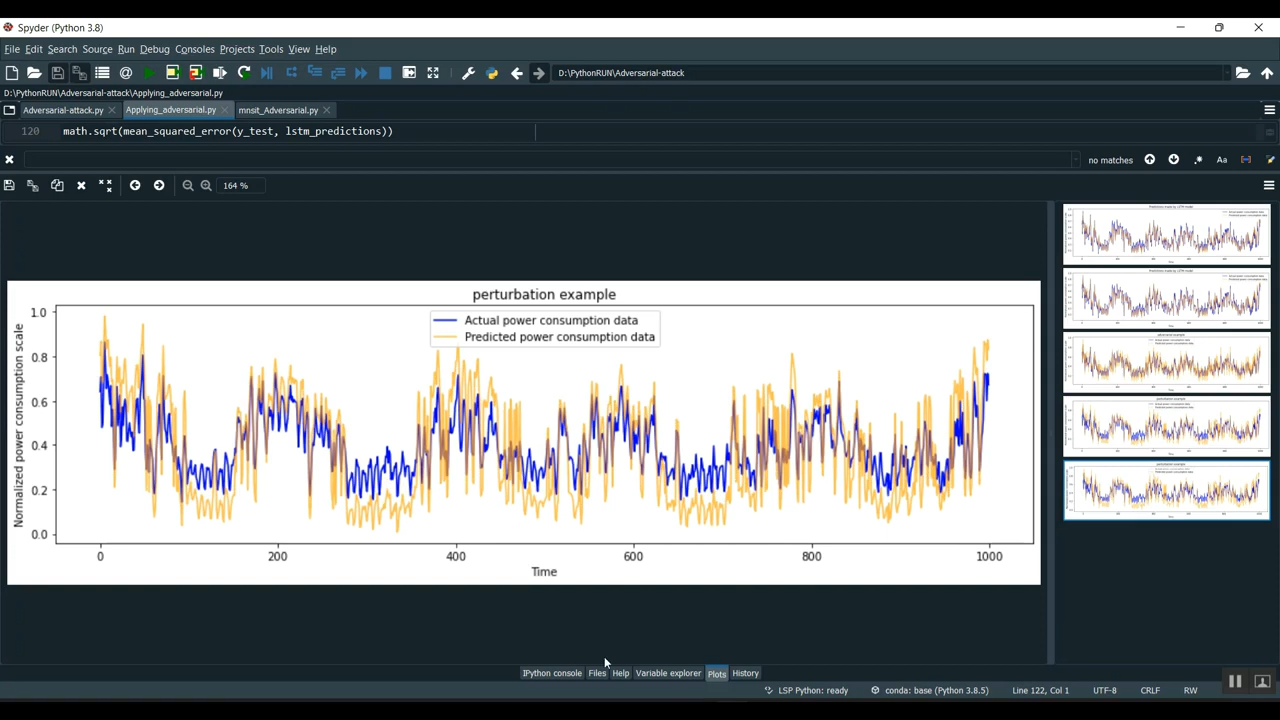 Spyder (Python 3.8)
File Edit Search Source Run Debug Consoles Projects Tools View Help
D:\PythonRUN\Adversarial-attack
D:\PythonRUN\Adversarial-attack\Applying_adversarial.py
Adversarial-attack.py Applying_adversarial.py mnsit_Adversarial.py
120 math.sqrt(mean_squared_error(y_test, lstm_predictions))
no matches Aa
164 %
perturbation example
Actual power consumption data
Predicted power consumption data
Normalized power consumption scale
1.0
0.8
0.6
0.4
0.2
0.0
0 200 400 600 800 1000
Time
IPython console Files Help Variable explorer Plots History
LSP Python: ready conda: base (Python 3.8.5) Line 122, Col 1 UTF-8 CRLF RW